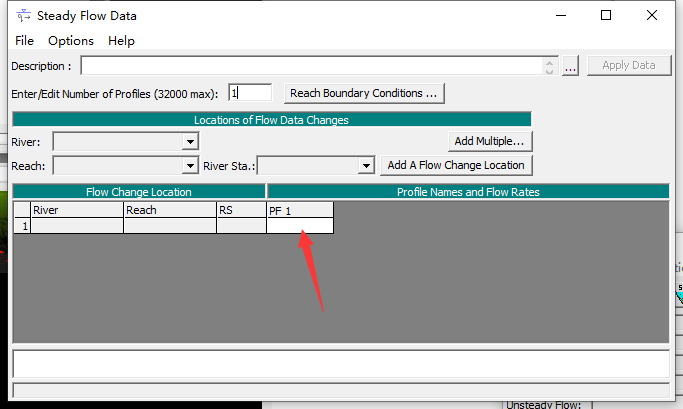 Steady Flow Data
File Options Help
Description :
... Apply Data
Enter/Edit Number of Profiles (32000 max): 1 Reach Boundary Conditions ...
Locations of Flow Data Changes
River: Add Multiple...
Reach: River Sta.: Add A Flow Change Location
Flow Change Location Profile Names and Flow Rates
River Reach RS PF 1
1
Unsteady Flow: